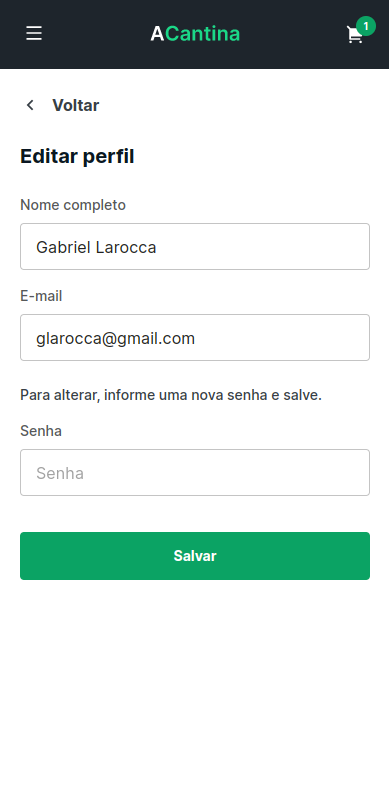 ACantina
1
Voltar
Editar perfil
Nome completo
Gabriel Larocca
E-mail
glarocca@gmail.com
Para alterar, informe uma nova senha e salve.
Senha
Senha
Salvar